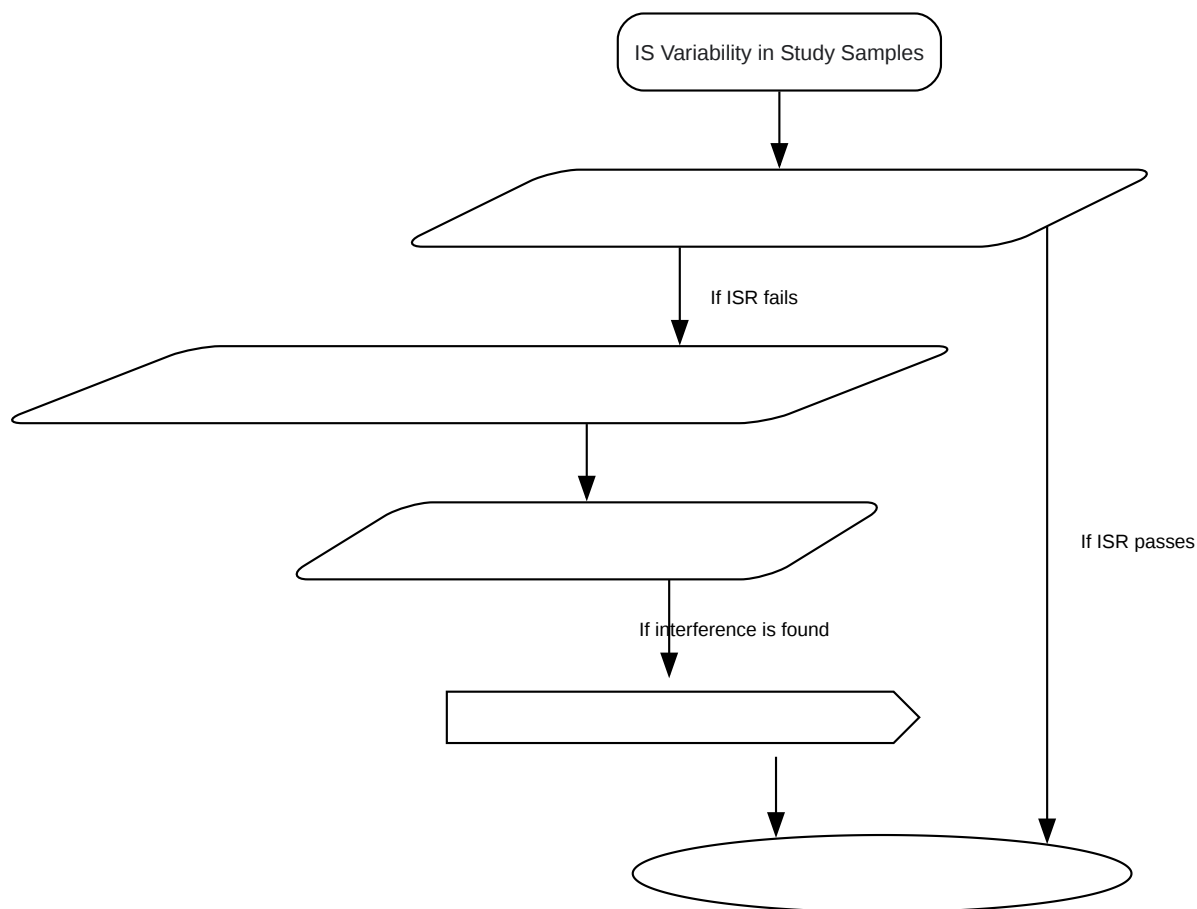 IS Variability in Study Samples
If ISR fails
If ISR passes
If interference is found